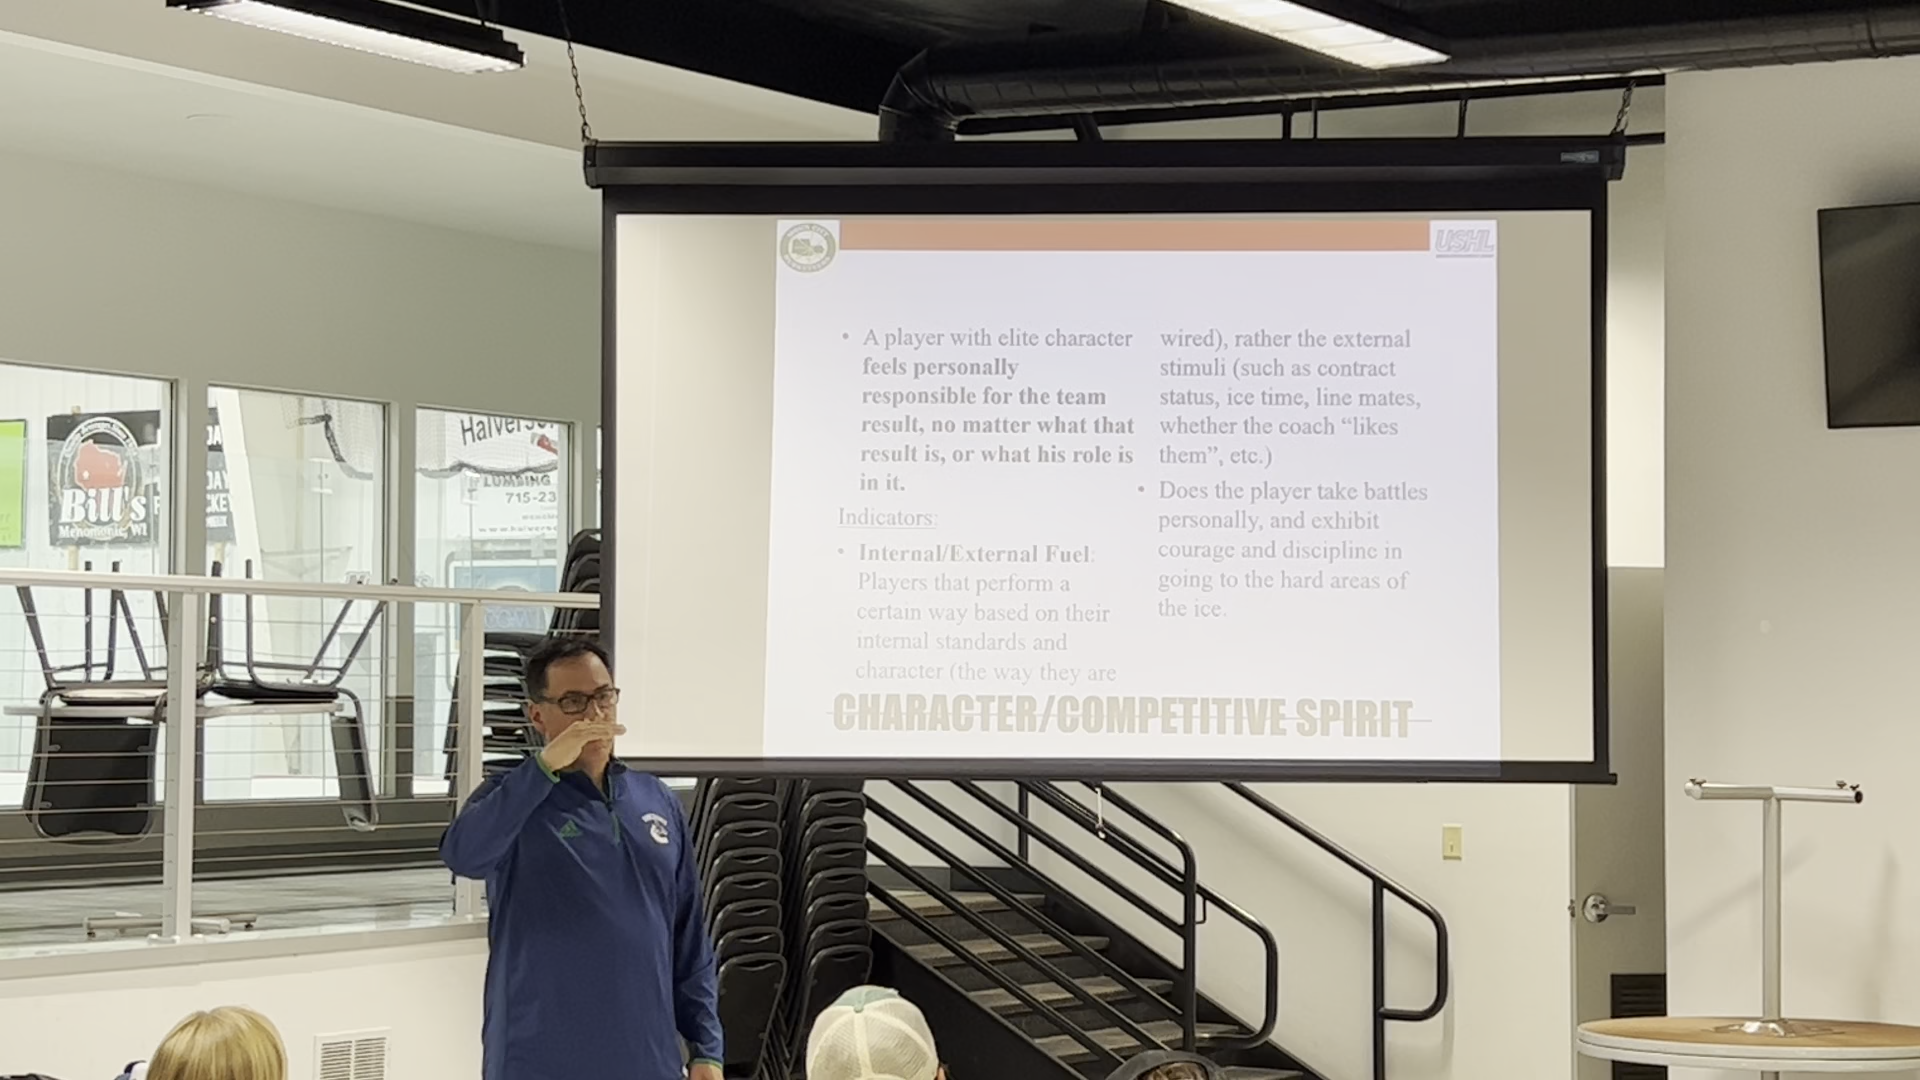 USHL
• A player with elite character
feels personally
responsible for the team
result, no matter what that
result is, or what his role is
in it.
Indicators:
• Internal/External Fuel:
Players that perform a
certain way based on their
internal standards and
character (the way they are
wired), rather the external
stimuli (such as contract
status, ice time, line mates,
whether the coach “likes
them”, etc.)
• Does the player take battles
personally, and exhibit
courage and discipline in
going to the hard areas of
the ice.
CHARACTER/COMPETITIVE SPIRIT
Bill's
Menomonie, WI
Halverso
LUMBING
715-23